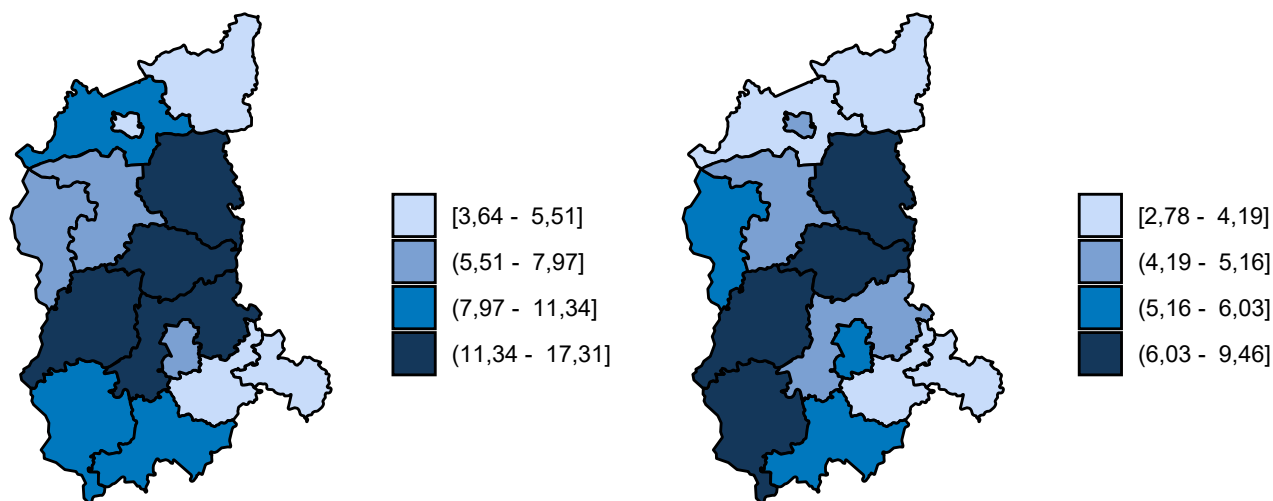 [3,64 - 5,51]
(5,51 - 7,97]
(7,97 - 11,34]
(11,34 - 17,31]
[2,78 - 4,19]
(4,19 - 5,16]
(5,16 - 6,03]
(6,03 - 9,46]